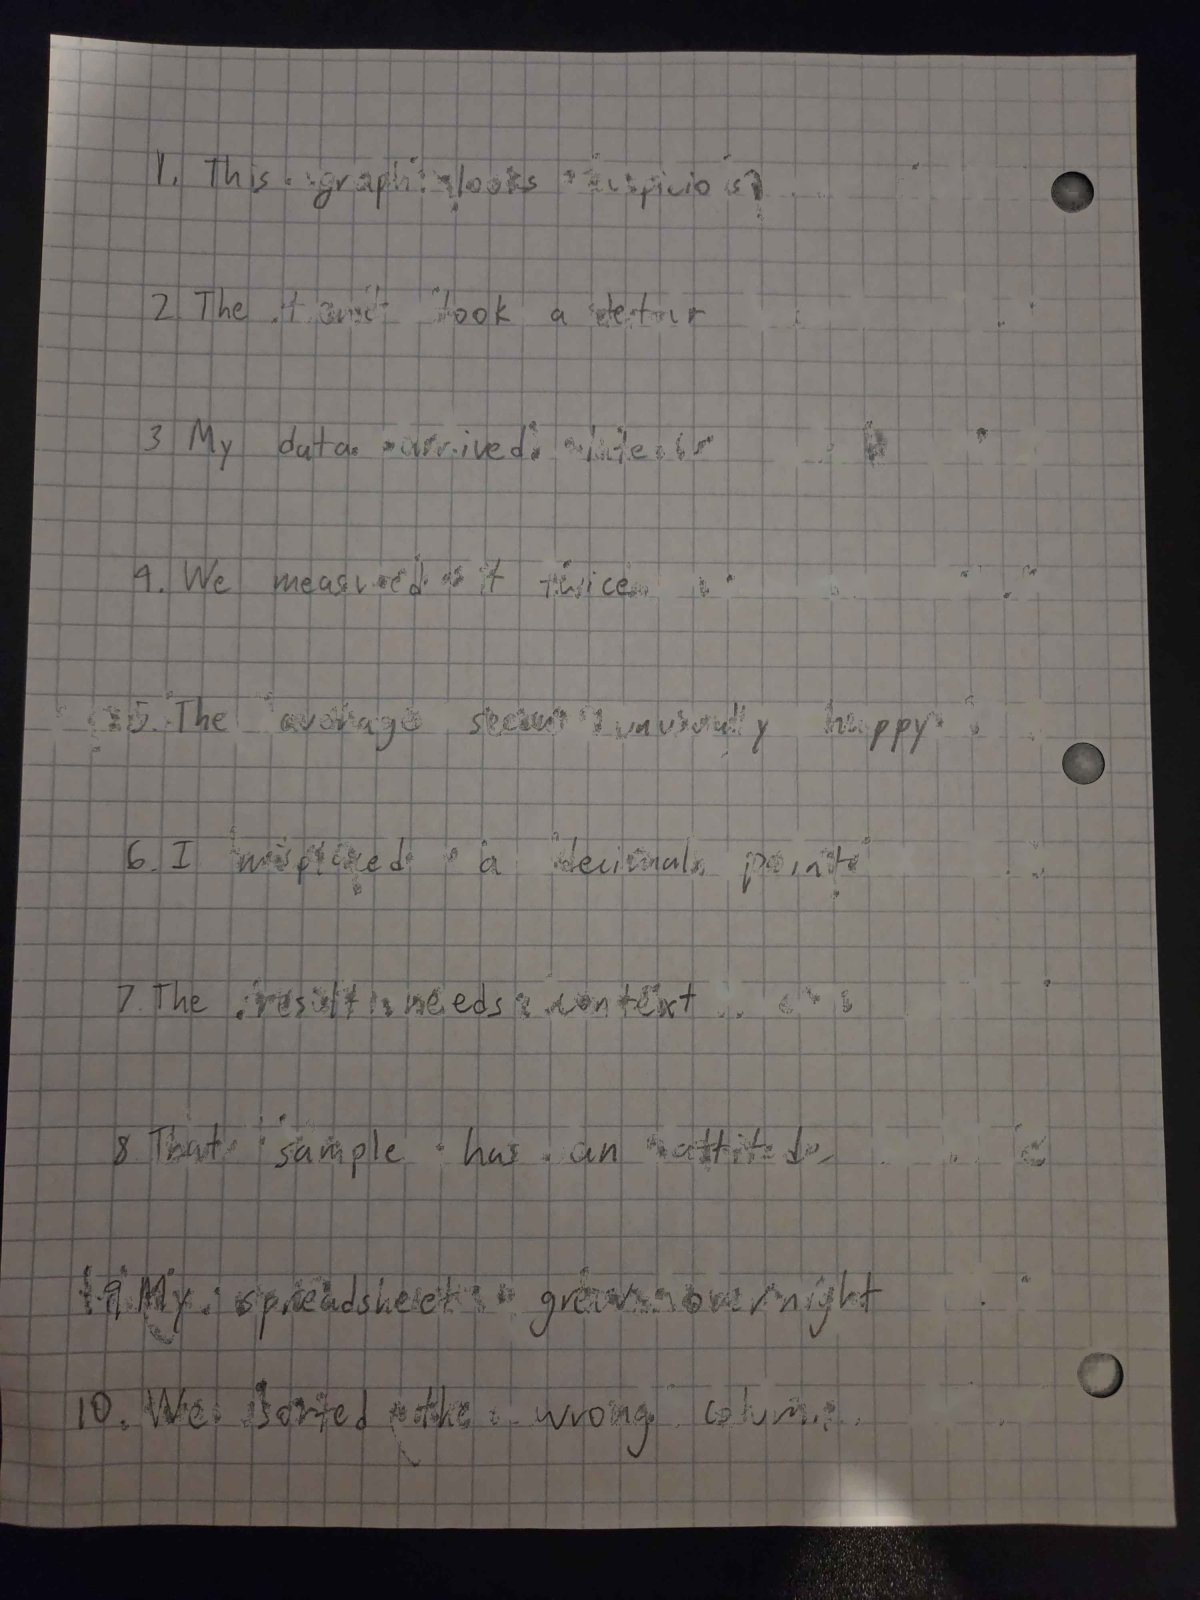 1. This graph looks suspicious
2 The took a detour
3 My data arrived
4. We measured it twice
5. The average seems unusually happy
6. I misplaced a decimal point
7. The result needs context
8 That sample has an attitude
9. My spreadsheet grew overnight
10. We sorted the wrong column